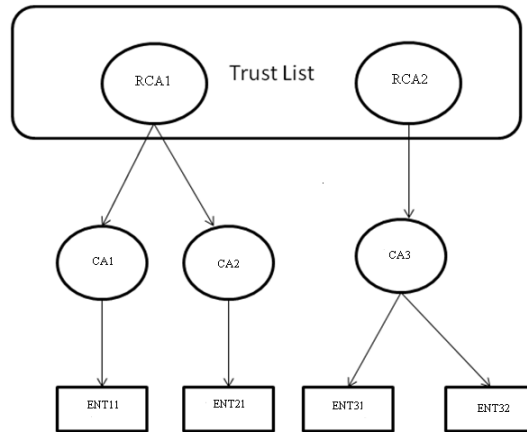 RCA1
Trust List
RCA2
CA1
CA2
CA3
ENT11
ENT21
ENT31
ENT32